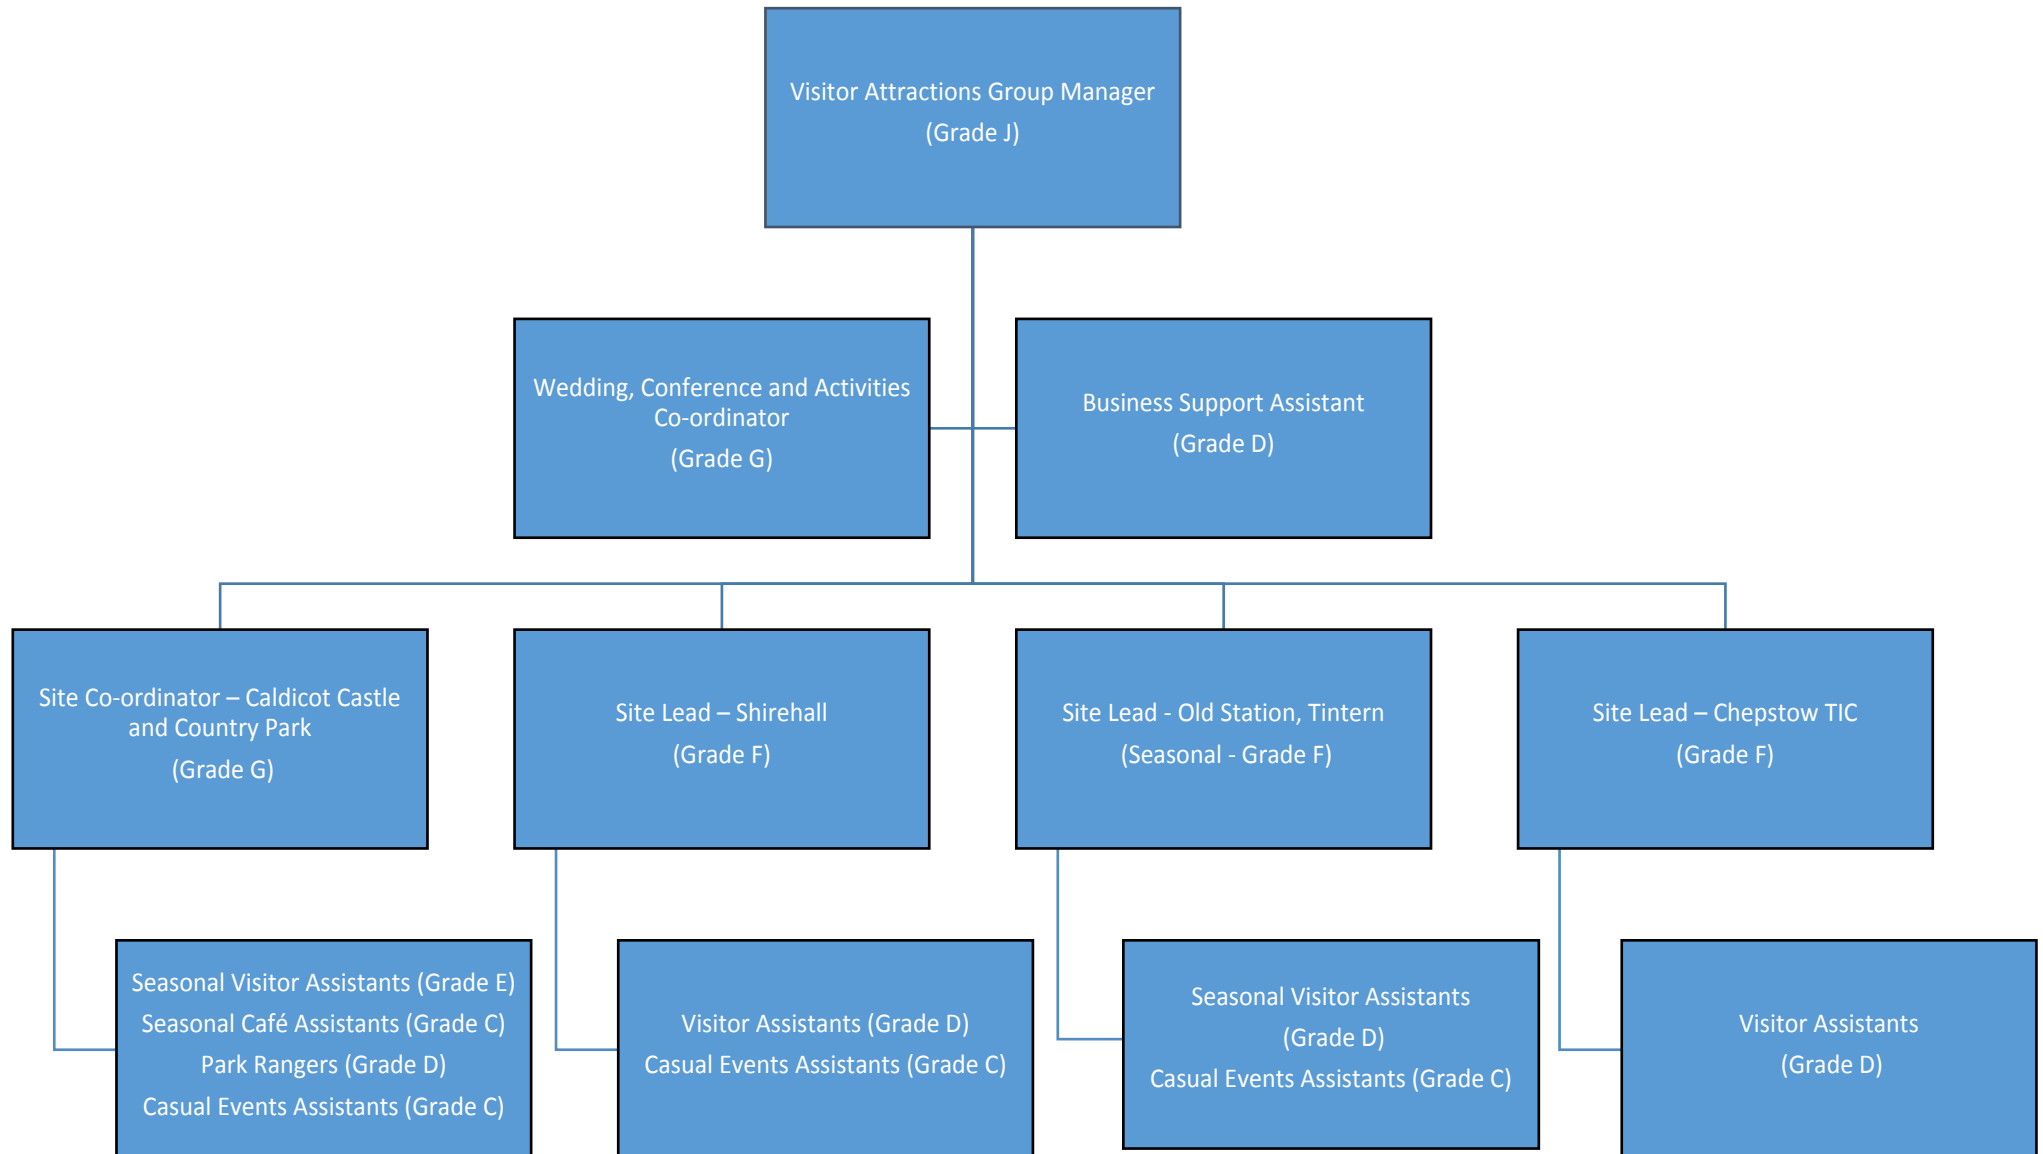 Visitor Attractions Group Manager
(Grade J)
Wedding, Conference and Activities
Co-ordinator
(Grade G)
Business Support Assistant
(Grade D)
Site Co-ordinator – Caldicot Castle
and Country Park
(Grade G)
Site Lead – Shirehall
(Grade F)
Site Lead - Old Station, Tintern
(Seasonal - Grade F)
Site Lead – Chepstow TIC
(Grade F)
Seasonal Visitor Assistants (Grade E)
Seasonal Café Assistants (Grade C)
Park Rangers (Grade D)
Casual Events Assistants (Grade C)
Visitor Assistants (Grade D)
Casual Events Assistants (Grade C)
Seasonal Visitor Assistants
(Grade D)
Casual Events Assistants (Grade C)
Visitor Assistants
(Grade D)